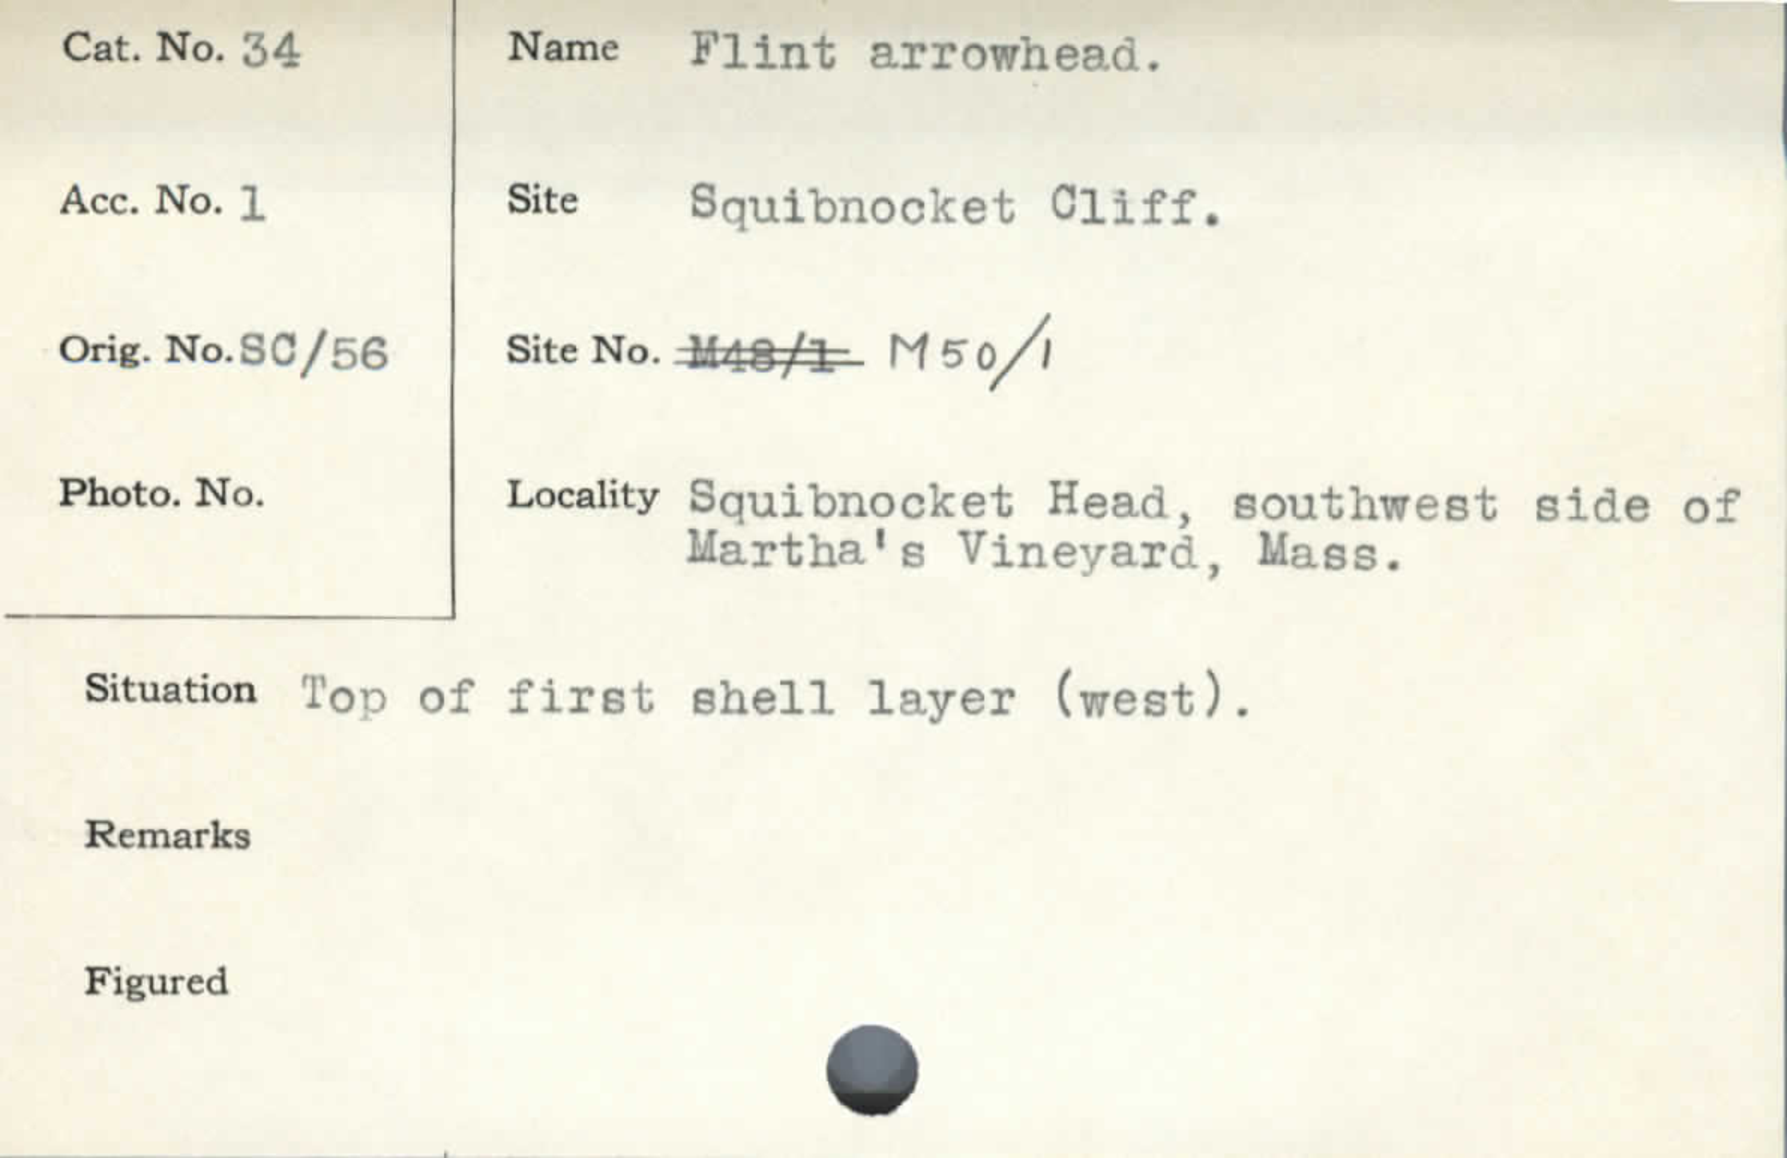 Cat. No. 34
Name Flint arrowhead.
Acc. No. 1
Site Squibnocket Cliff.
Orig. No. SC/56
Site No. M48/1 M50/1
Photo. No.
Locality Squibnocket Head, southwest side of
Martha's Vineyard, Mass.
Situation Top of first shell layer (west).
Remarks
Figured